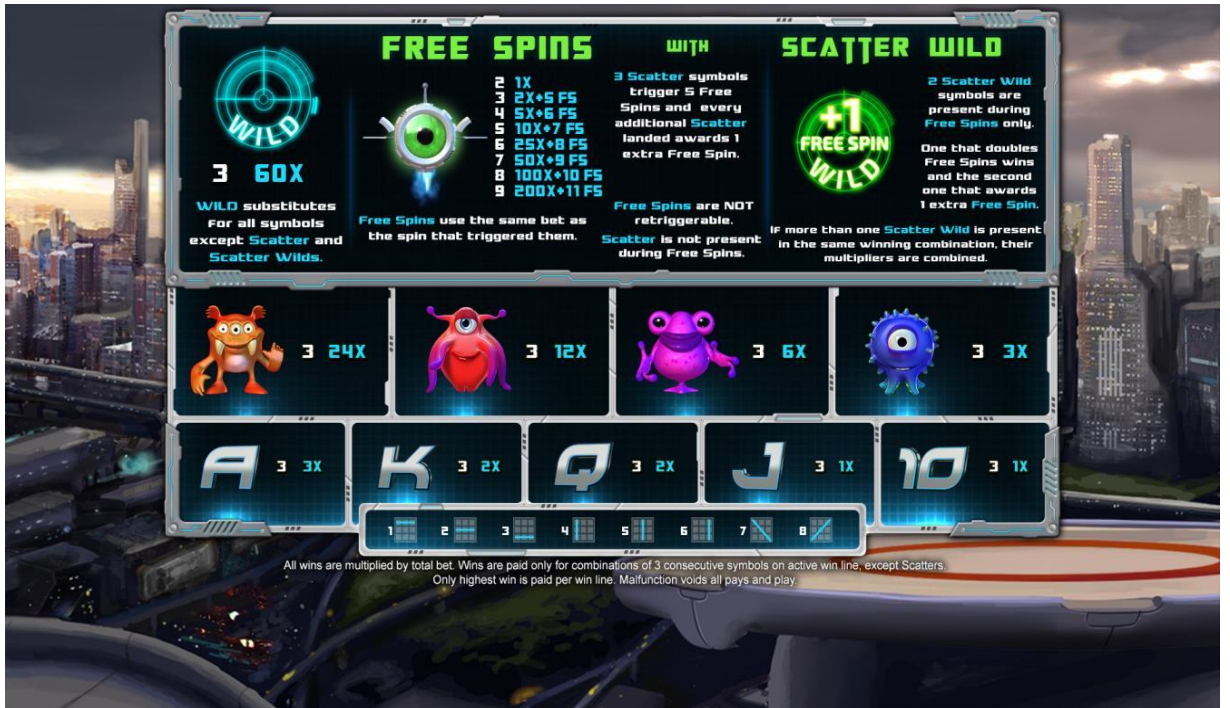 WILD
3 60X
WILD substitutes
for all symbols
except Scatter and
Scatter Wilds.
FREE SPINS
2 1X
3 2X+5 FS
4 5X+6 FS
5 10X+7 FS
6 25X+8 FS
7 50X+9 FS
8 100X+10 FS
9 200X+11 FS
Free Spins use the same bet as
the spin that triggered them.
WITH
3 Scatter symbols
trigger 5 Free
Spins and every
additional Scatter
landed awards 1
extra Free Spin.
Free Spins are NOT
retriggerable.
Scatter is not present
during Free Spins.
SCATTER WILD
+1
FREE SPIN
WILD
2 Scatter Wild
symbols are
present during
Free Spins only.
One that doubles
Free Spins wins
and the second
one that awards
1 extra Free Spin.
If more than one Scatter Wild is present
in the same winning combination, their
multipliers are combined.
3 24X
3 12X
3 6X
3 3X
A 3 3X
K 3 2X
Q 3 2X
J 3 1X
10 3 1X
1 2 3 4 5 6 7 8
All wins are multiplied by total bet. Wins are paid only for combinations of 3 consecutive symbols on active win line, except Scatters.
Only highest win is paid per win line. Malfunction voids all pays and play.